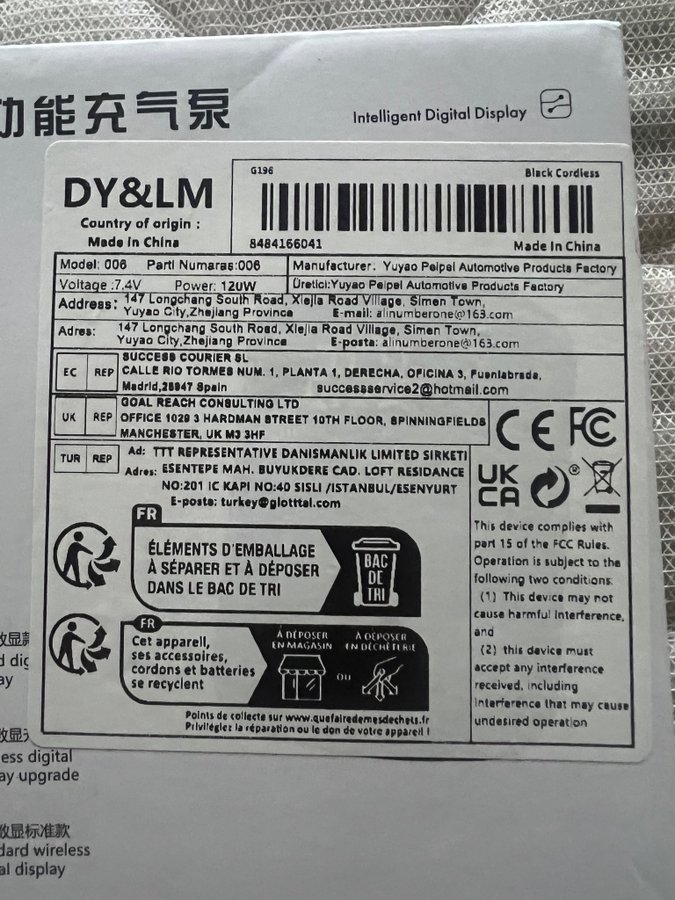 功能充气泵
Intelligent Digital Display
DY&LM
Country of origin :
Made in China
G196
Black Cordless
8484166041
Made in China
Model: 006 Parti Numaras:006
Manufacturer: Yuyao Peipei Automotive Products Factory
Voltage :7.4V Power: 120W
Üretici:Yuyao Peipei Automotive Products Factory
Address: 147 Longchang South Road, Xiejia Road Village, Simen Town,
Yuyao City,Zhejiang Province E-mail: alinumberone@163.com
Adres: 147 Longchang South Road, Xiejia Road Village, Simen Town,
Yuyao City,Zhejiang Province E-posta: alinumberone@163.com
EC REP
SUCCESS COURIER SL
CALLE RIO TORMES NUM. 1, PLANTA 1, DERECHA, OFICINA 3, Fuenlabrada,
Madrid,28947 Spain successservice2@hotmail.com
UK REP
GOAL REACH CONSULTING LTD
OFFICE 1029 3 HARDMAN STREET 10TH FLOOR, SPINNINGFIELDS
MANCHESTER, UK M3 3HF
TUR REP
Ad: TTT REPRESENTATIVE DANISMANLIK LIMITED SIRKETI
Adres: ESENTEPE MAH. BUYUKDERE CAD. LOFT RESIDANCE
NO:201 IC KAPI NO:40 SISLI /ISTANBUL/ESENYURT
E-posta: turkey@glotttal.com
CE FC
UK
CA
This device complies with
part 15 of the FCC Rules.
Operation is subject to the
following two conditions:
(1) This device may not
cause harmful interference,
and
(2) this device must
accept any interference
received, including
interference that may cause
undesired operation
FR
ÉLÉMENTS D'EMBALLAGE
À SÉPARER ET À DÉPOSER
DANS LE BAC DE TRI
BAC
DE
TRI
FR
Cet appareil,
ses accessoires,
cordons et batteries
se recyclent
À DÉPOSER
EN MAGASIN
OU
À DÉPOSER
EN DÉCHÈTERIE
Points de collecte sur www.quefairedemesdechets.fr
Privilégiez la réparation ou le don de votre appareil !
数显
d dig
ay
数显
ess digital
ay upgrade
数显标准款
dard wireless
al display